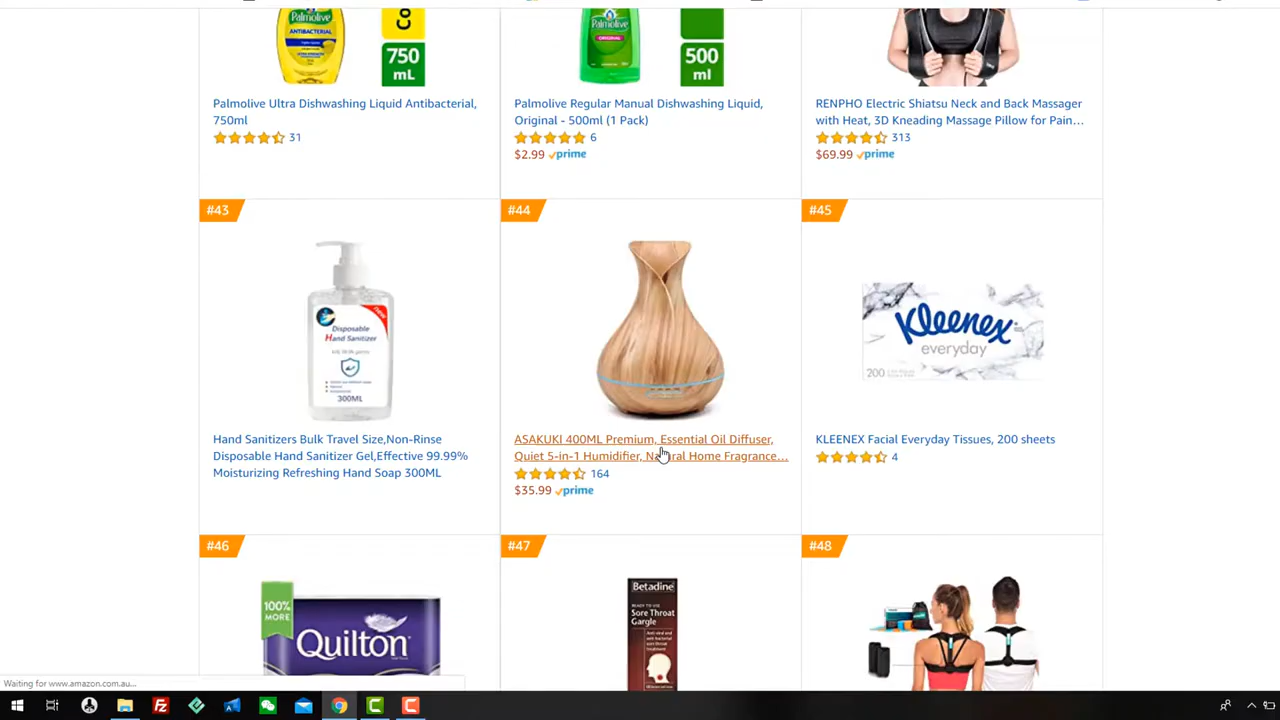 Palmolive
ANTIBACTERIAL
750
mL
Palmolive
ORIGINAL
500
ml
Palmolive Ultra Dishwashing Liquid Antibacterial,
750ml
31
Palmolive Regular Manual Dishwashing Liquid,
Original - 500ml (1 Pack)
6
$2.99 prime
RENPHO Electric Shiatsu Neck and Back Massager
with Heat, 3D Kneading Massage Pillow for Pain…
313
$69.99 prime
#43
#44
#45
Disposable
Hand Sanitizer
300ML
Kleenex
everyday
200
Hand Sanitizers Bulk Travel Size,Non-Rinse
Disposable Hand Sanitizer Gel,Effective 99.99%
Moisturizing Refreshing Hand Soap 300ML
ASAKUKI 400ML Premium, Essential Oil Diffuser,
Quiet 5-in-1 Humidifier, Natural Home Fragrance…
164
$35.99 prime
KLEENEX Facial Everyday Tissues, 200 sheets
4
#46
#47
#48
100%
MORE
Quilton
Betadine
READY TO USE
Sore Throat
Gargle
Waiting for www.amazon.com.au...